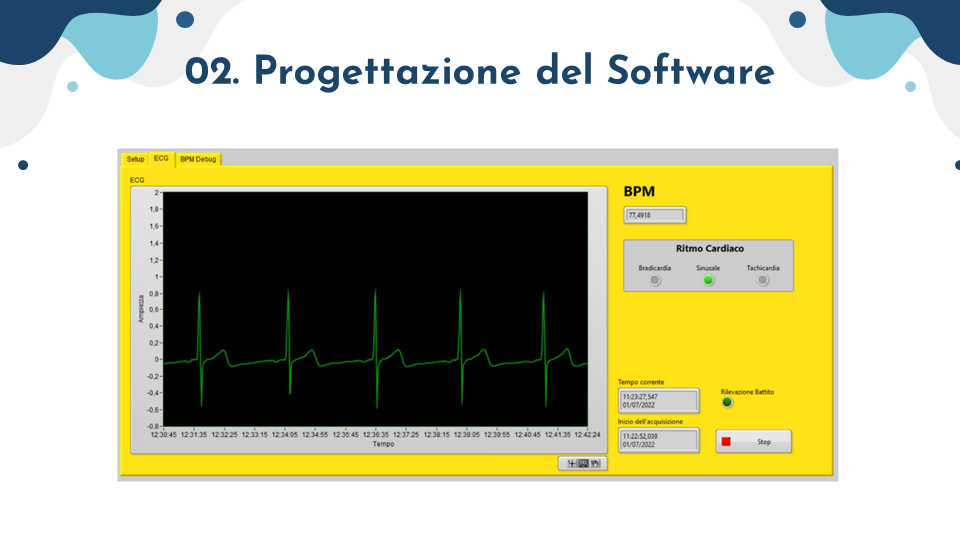 02. Progettazione del Software
Setup ECG BPM Debug
ECG
2
1,8
1,6
1,4
1,2
1
0,8
0,6
0,4
0,2
0
-0,2
-0,4
-0,6
-0,8
Ampiezza
12:30:45 12:31:35 12:32:25 12:33:15 12:34:05 12:34:55 12:35:45 12:36:35 12:37:25 12:38:15 12:39:05 12:39:55 12:40:45 12:41:35 12:42:24
Tempo
BPM
77,4918
Ritmo Cardiaco
Bradicardia Sinusale Tachicardia
Tempo corrente
11:23:27,547
01/07/2022
Rilevazione Battito
Inizio dell'acquisizione
11:22:52,039
01/07/2022
Stop